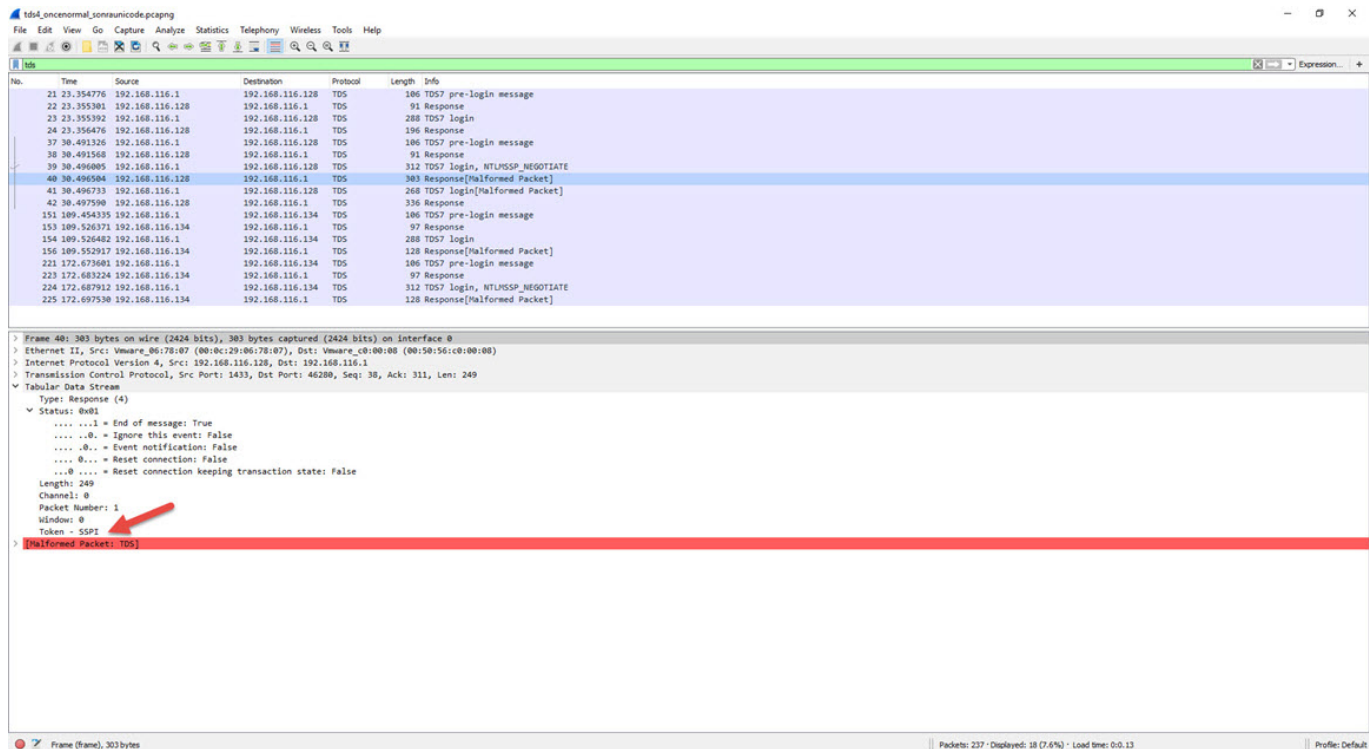 tds4_oncenormal_sonraunicode.pcapng
File Edit View Go Capture Analyze Statistics Telephony Wireless Tools Help
tds
Expression... +
No. Time Source Destination Protocol Length Info
21 23.354776 192.168.116.1 192.168.116.128 TDS 106 TDS7 pre-login message
22 23.355301 192.168.116.128 192.168.116.1 TDS 91 Response
23 23.355392 192.168.116.1 192.168.116.128 TDS 288 TDS7 login
24 23.356476 192.168.116.128 192.168.116.1 TDS 196 Response
37 30.491326 192.168.116.1 192.168.116.128 TDS 106 TDS7 pre-login message
38 30.491568 192.168.116.128 192.168.116.1 TDS 91 Response
39 30.496005 192.168.116.1 192.168.116.128 TDS 312 TDS7 login, NTLMSSP_NEGOTIATE
40 30.496504 192.168.116.128 192.168.116.1 TDS 303 Response[Malformed Packet]
41 30.496733 192.168.116.1 192.168.116.128 TDS 268 TDS7 login[Malformed Packet]
42 30.497590 192.168.116.128 192.168.116.1 TDS 336 Response
151 109.454335 192.168.116.1 192.168.116.134 TDS 106 TDS7 pre-login message
153 109.526371 192.168.116.134 192.168.116.1 TDS 97 Response
154 109.526482 192.168.116.1 192.168.116.134 TDS 288 TDS7 login
156 109.552917 192.168.116.134 192.168.116.1 TDS 128 Response[Malformed Packet]
221 172.673601 192.168.116.1 192.168.116.134 TDS 106 TDS7 pre-login message
223 172.683224 192.168.116.134 192.168.116.1 TDS 97 Response
224 172.687912 192.168.116.1 192.168.116.134 TDS 312 TDS7 login, NTLMSSP_NEGOTIATE
225 172.697530 192.168.116.134 192.168.116.1 TDS 128 Response[Malformed Packet]
Frame 40: 303 bytes on wire (2424 bits), 303 bytes captured (2424 bits) on interface 0
Ethernet II, Src: Vmware_06:78:07 (00:0c:29:06:78:07), Dst: Vmware_c0:00:08 (00:50:56:c0:00:08)
Internet Protocol Version 4, Src: 192.168.116.128, Dst: 192.168.116.1
Transmission Control Protocol, Src Port: 1433, Dst Port: 46280, Seq: 38, Ack: 311, Len: 249
Tabular Data Stream
Type: Response (4)
Status: 0x01
.... ...1 = End of message: True
.... ..0. = Ignore this event: False
.... .0.. = Event notification: False
.... 0... = Reset connection: False
...0 .... = Reset connection keeping transaction state: False
Length: 249
Channel: 0
Packet Number: 1
Window: 0
Token - SSPI
[Malformed Packet: TDS]
Frame (frame), 303 bytes
Packets: 237 · Displayed: 18 (7.6%) · Load time: 0:0.13
Profile: Default